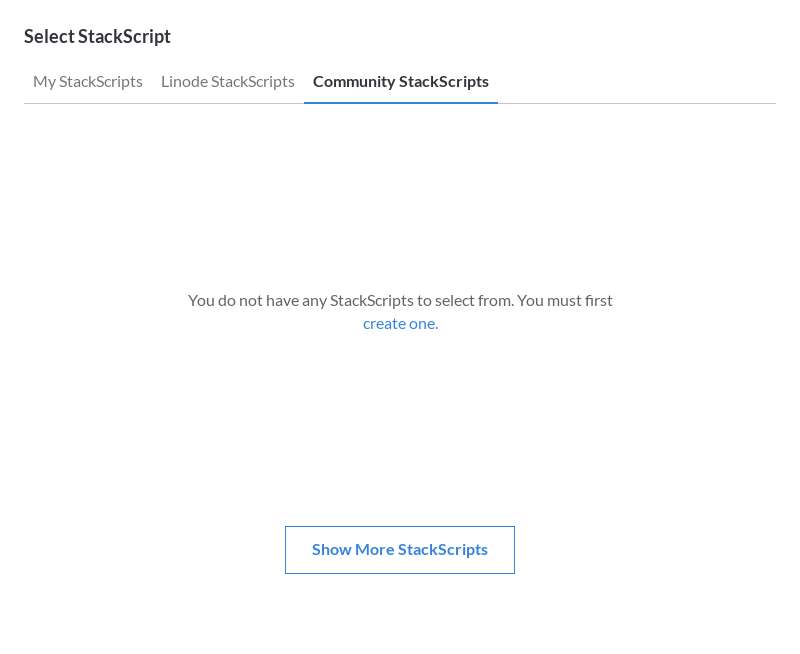 Select StackScript
My StackScripts Linode StackScripts Community StackScripts
You do not have any StackScripts to select from. You must first
create one.
Show More StackScripts